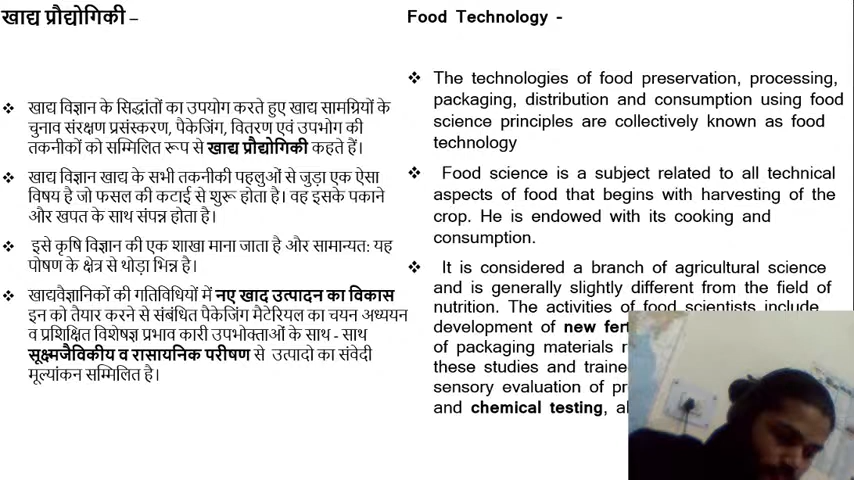 खाद्य प्रौद्योगिकी –
❖ खाद्य विज्ञान के सिद्धांतों का उपयोग करते हुए खाद्य सामग्रियों के
चुनाव संरक्षण प्रसंस्करण, पैकेजिंग, वितरण एवं उपभोग की
तकनीकों को सम्मिलित रूप से खाद्य प्रौद्योगिकी कहते हैं।
❖ खाद्य विज्ञान खाद्य के सभी तकनीकी पहलुओं से जुड़ा एक ऐसा
विषय है जो फसल की कटाई से शुरू होता है। वह इसके पकाने
और खपत के साथ संपन्न होता है।
❖ इसे कृषि विज्ञान की एक शाखा माना जाता है और सामान्यत: यह
पोषण के क्षेत्र से थोड़ा भिन्न है।
❖ खाद्यवैज्ञानिकों की गतिविधियों में नए खाद उत्पादन का विकास
इन को तैयार करने से संबंधित पैकेजिंग मैटेरियल का चयन अध्ययन
व प्रशिक्षित विशेषज्ञ प्रभाव कारी उपभोक्ताओं के साथ - साथ
सूक्ष्मजैविकीय व रासायनिक परीषण से उत्पादो का संवेदी
मूल्यांकन सम्मिलित है।
Food Technology -
❖ The technologies of food preservation, processing,
packaging, distribution and consumption using food
science principles are collectively known as food
technology
❖ Food science is a subject related to all technical
aspects of food that begins with harvesting of the
crop. He is endowed with its cooking and
consumption.
❖ It is considered a branch of agricultural science
and is generally slightly different from the field of
nutrition. The activities of food scientists include
development of new
of packaging materials
these studies and
sensory evaluation of
and chemical testing,